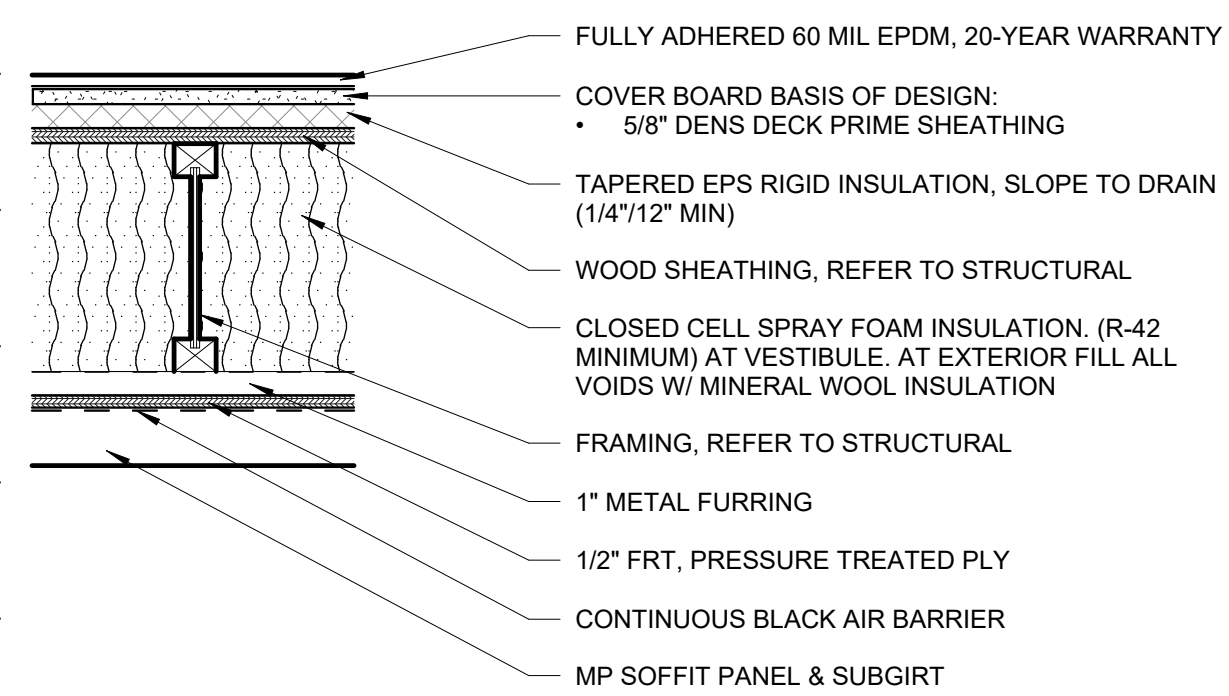 FULLY ADHERED 60 MIL EPDM, 20-YEAR WARRANTY
COVER BOARD BASIS OF DESIGN:
• 5/8" DENS DECK PRIME SHEATHING
TAPERED EPS RIGID INSULATION, SLOPE TO DRAIN
(1/4"/12" MIN)
WOOD SHEATHING, REFER TO STRUCTURAL
CLOSED CELL SPRAY FOAM INSULATION. (R-42
MINIMUM) AT VESTIBULE. AT EXTERIOR FILL ALL
VOIDS W/ MINERAL WOOL INSULATION
FRAMING, REFER TO STRUCTURAL
1" METAL FURRING
1/2" FRT, PRESSURE TREATED PLY
CONTINUOUS BLACK AIR BARRIER
MP SOFFIT PANEL & SUBGIRT